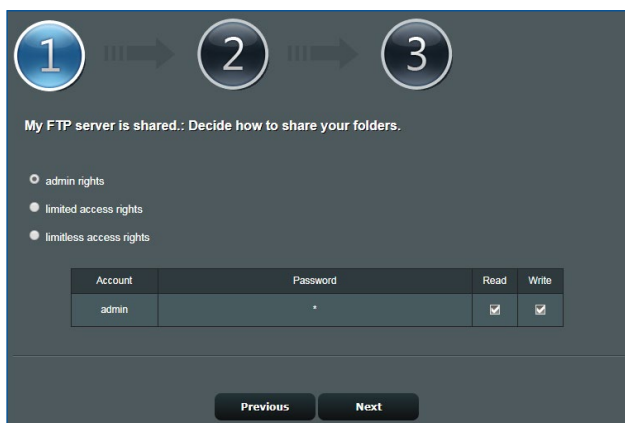 1 2 3
My FTP server is shared.: Decide how to share your folders.
admin rights
limited access rights
limitless access rights
Account Password Read Write
admin *
Previous Next